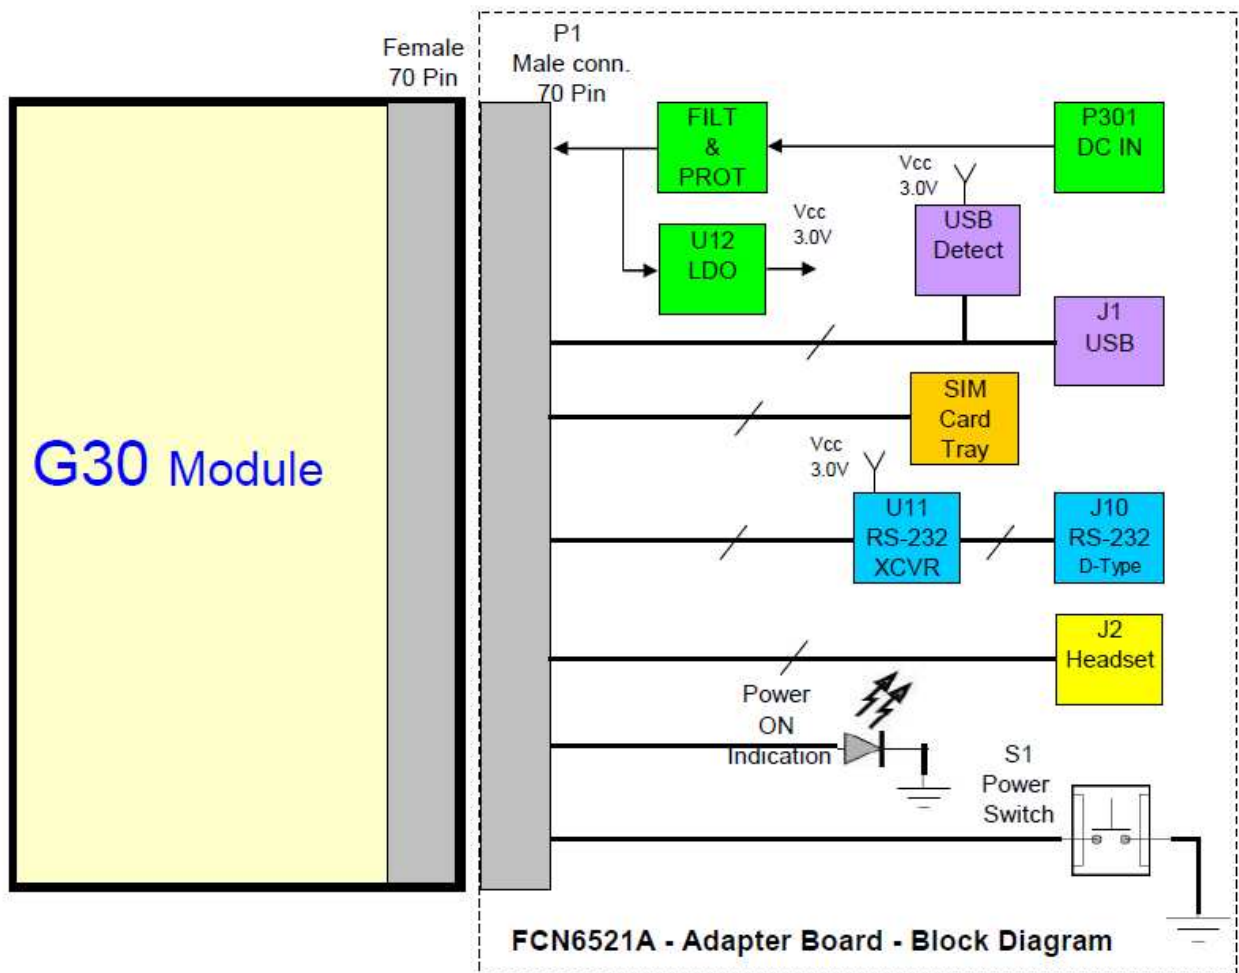 Female
70 Pin
P1
Male conn.
70 Pin
FILT
&
PROT
P301
DC IN
Vcc
3.0V
U12
LDO
Vcc
3.0V
USB
Detect
J1
USB
SIM
Card
Tray
G30 Module
Vcc
3.0V
U11
RS-232
XCVR
J10
RS-232
D-Type
J2
Headset
Power
ON
Indication
S1
Power
Switch
FCN6521A - Adapter Board - Block Diagram